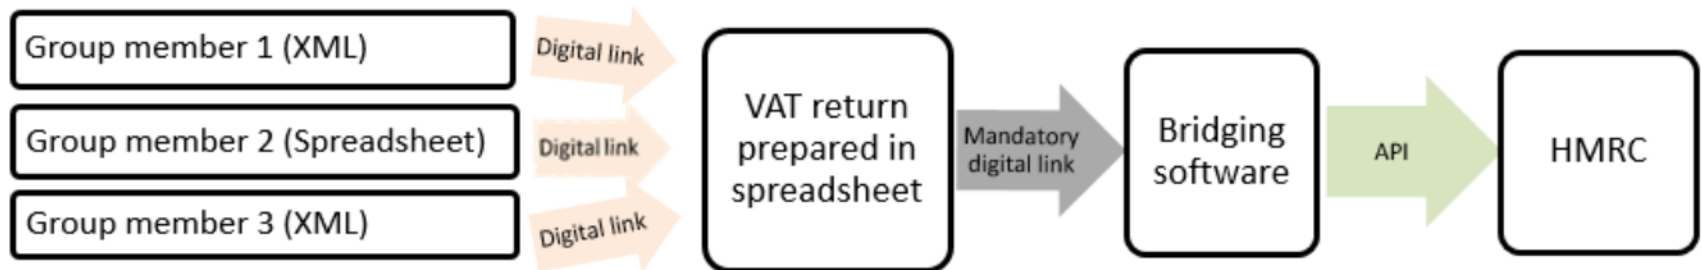 Group member 1 (XML)
Digital link
Group member 2 (Spreadsheet)
Digital link
Group member 3 (XML)
Digital link
VAT return
prepared in
spreadsheet
Mandatory
digital link
Bridging
software
API
HMRC